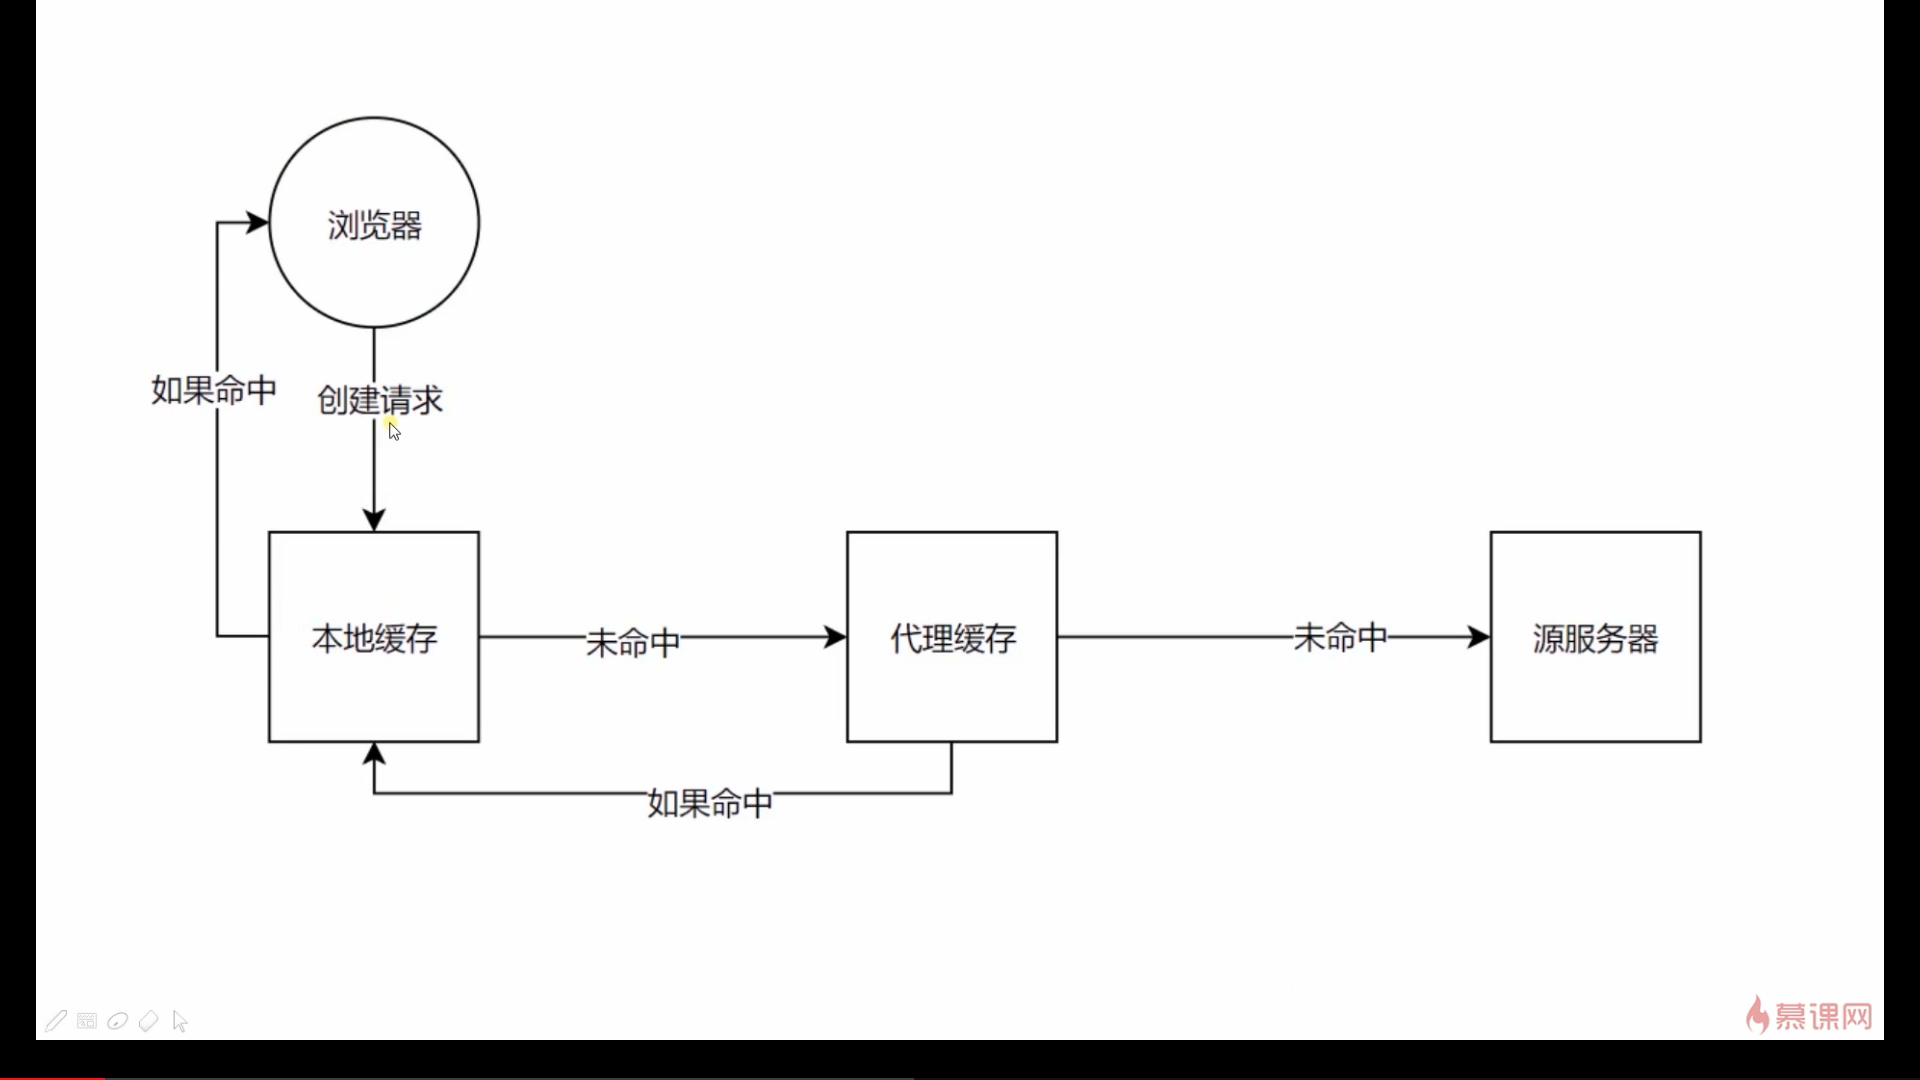 浏览器
如果命中
创建请求
本地缓存
未命中
代理缓存
未命中
源服务器
如果命中
慕课网